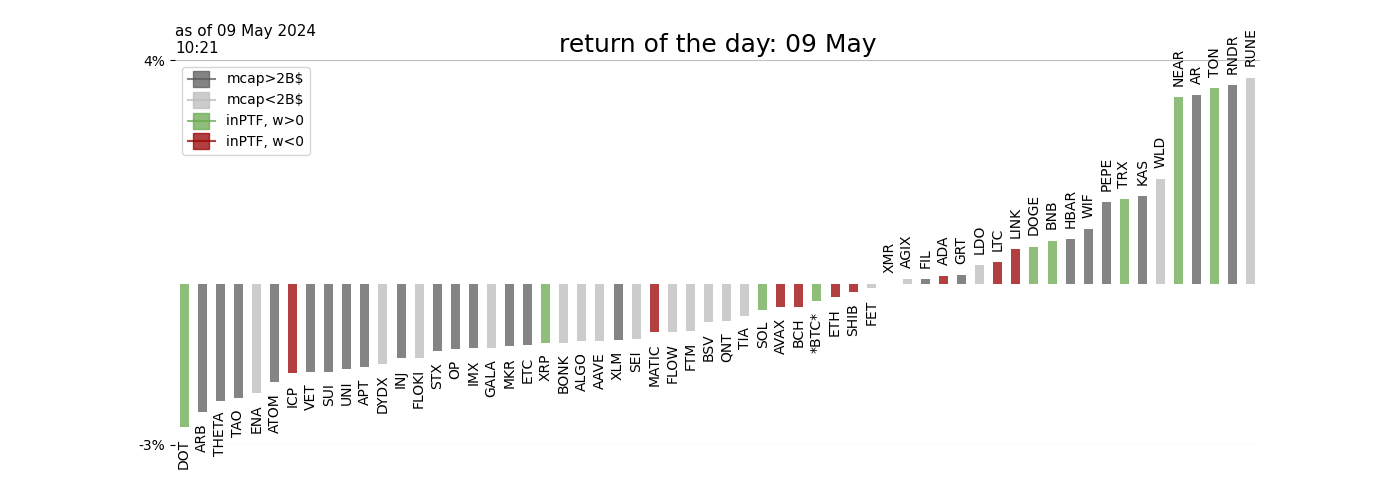 as of 09 May 2024
10:21
return of the day: 09 May
4%
mcap>2B$
mcap<2B$
inPTF, w>0
inPTF, w<0
-3%
DOT
ARB
THETA
TAO
ENA
ATOM
ICP
VET
SUI
UNI
APT
DYDX
INJ
FLOKI
STX
OP
IMX
GALA
MKR
ETC
XRP
BONK
ALGO
AAVE
XLM
SEI
MATIC
FLOW
FTM
BSV
QNT
TIA
SOL
AVAX
BCH
*BTC*
ETH
SHIB
FET
XMR
AGIX
FIL
ADA
GRT
LDO
LTC
LINK
DOGE
BNB
HBAR
WIF
PEPE
TRX
KAS
WLD
NEAR
AR
TON
RNDR
RUNE